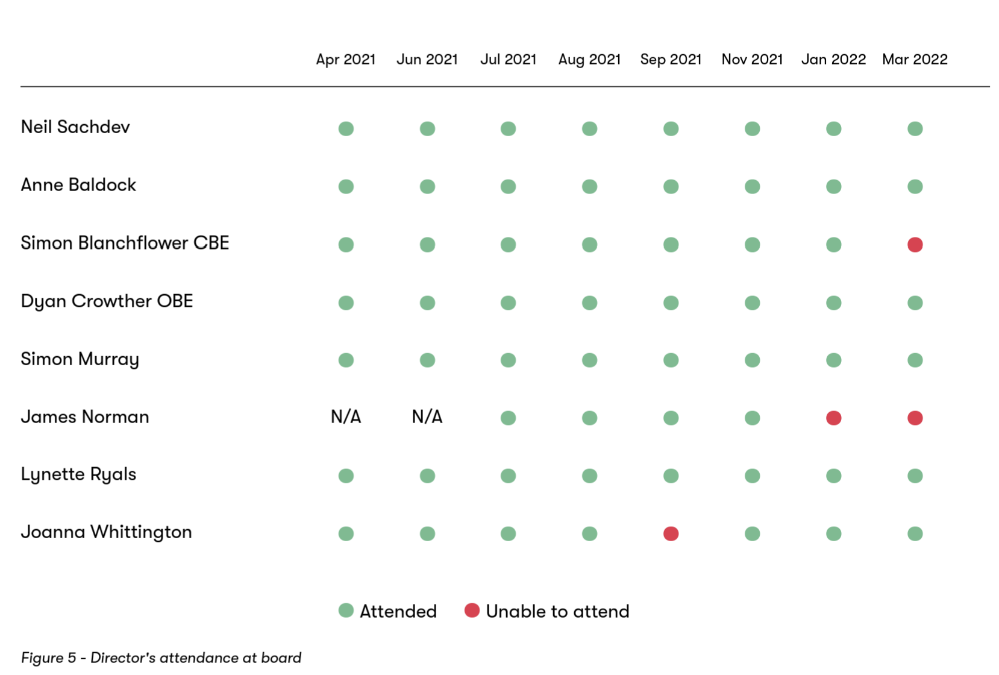 Apr 2021 Jun 2021 Jul 2021 Aug 2021 Sep 2021 Nov 2021 Jan 2022 Mar 2022
Neil Sachdev
Anne Baldock
Simon Blanchflower CBE
Dyan Crowther OBE
Simon Murray
James Norman N/A N/A
Lynette Ryals
Joanna Whittington
Attended Unable to attend
Figure 5 - Director's attendance at board